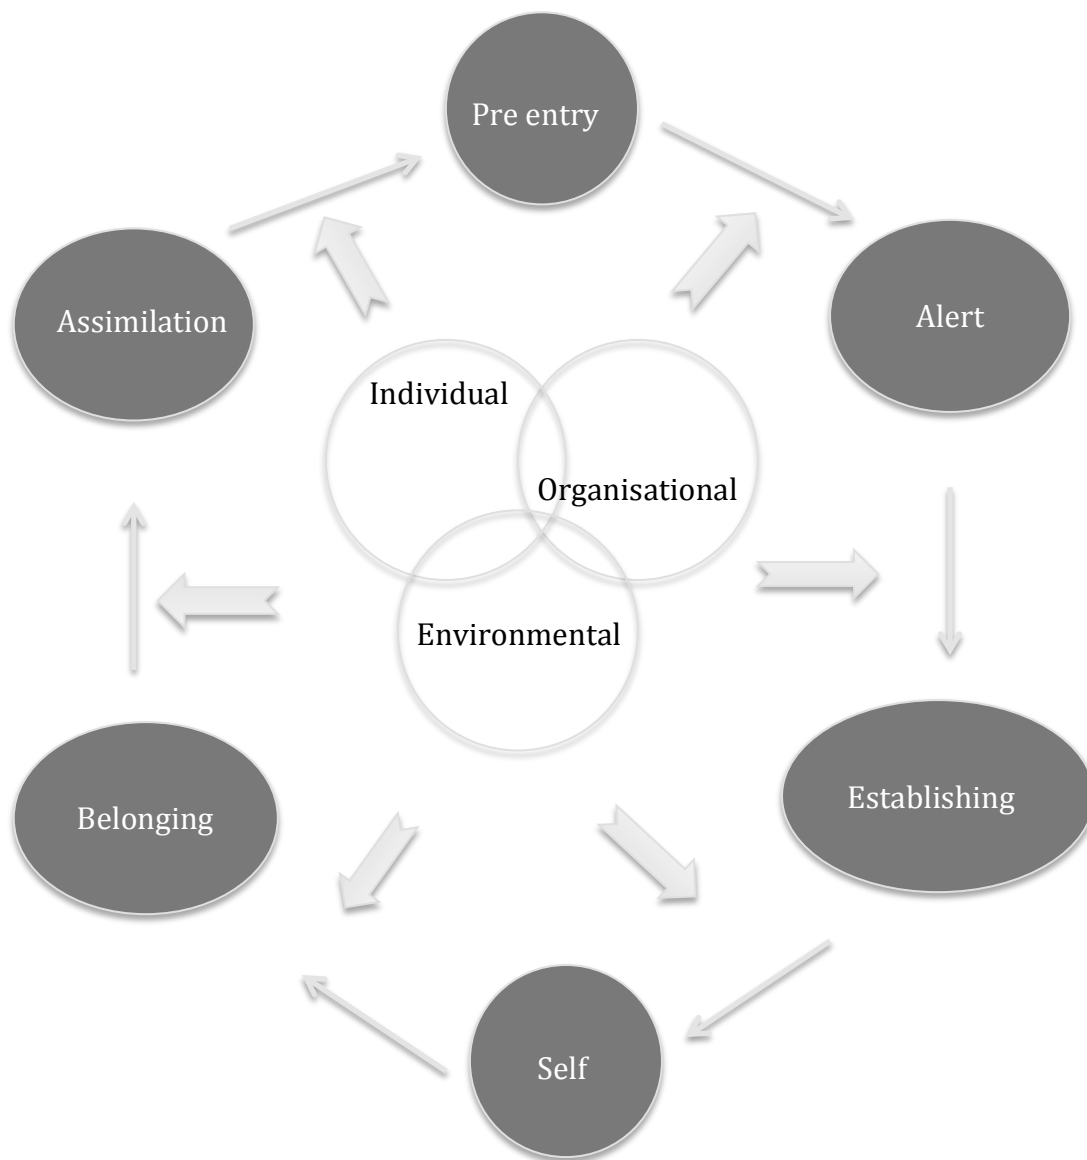 Pre entry
Assimilation
Alert
Individual
Organisational
Environmental
Belonging
Establishing
Self